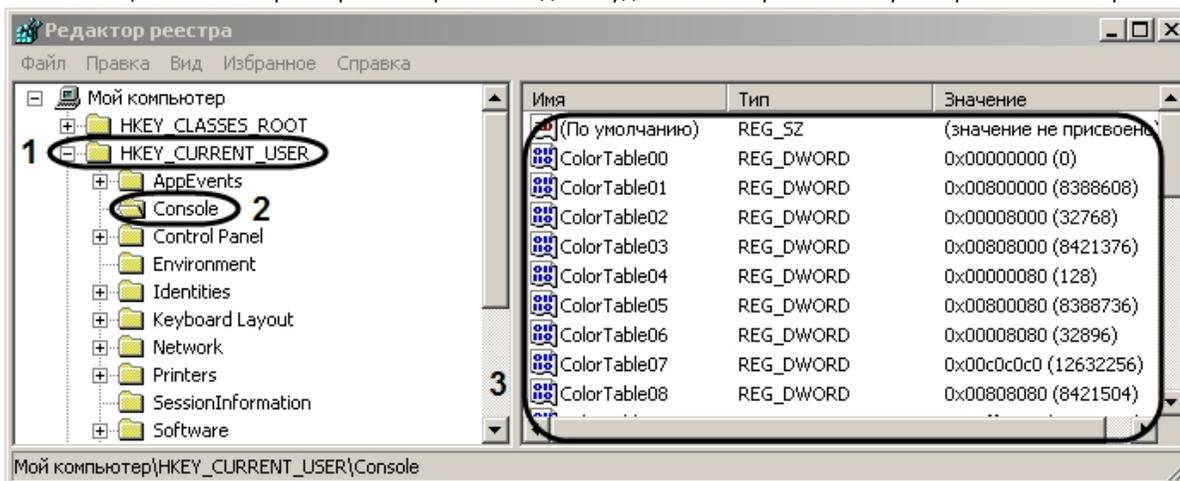 Редактор реестра
Файл Правка Вид Избранное Справка
Мой компьютер
HKEY_CLASSES_ROOT
1 HKEY_CURRENT_USER
AppEvents
Console 2
Control Panel
Environment
Identities
Keyboard Layout
Network
Printers
SessionInformation
Software
3
Имя Тип Значение
(По умолчанию) REG_SZ (значение не присвоено)
ColorTable00 REG_DWORD 0x00000000 (0)
ColorTable01 REG_DWORD 0x00800000 (8388608)
ColorTable02 REG_DWORD 0x00008000 (32768)
ColorTable03 REG_DWORD 0x00808000 (8421376)
ColorTable04 REG_DWORD 0x00000080 (128)
ColorTable05 REG_DWORD 0x00800080 (8388736)
ColorTable06 REG_DWORD 0x00008080 (32896)
ColorTable07 REG_DWORD 0x00c0c0c0 (12632256)
ColorTable08 REG_DWORD 0x00808080 (8421504)
Мой компьютер\HKEY_CURRENT_USER\Console